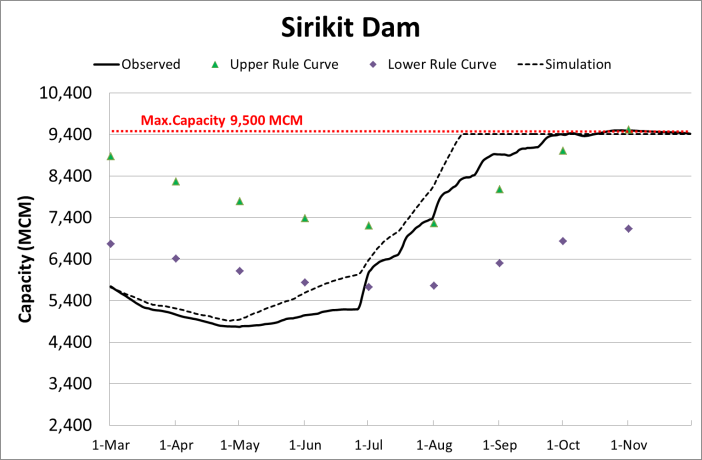 Sirikit Dam
Observed Upper Rule Curve Lower Rule Curve Simulation
10,400
Max.Capacity 9,500 MCM
9,400
8,400
7,400
6,400
5,400
4,400
3,400
2,400
Capacity (MCM)
1-Mar 1-Apr 1-May 1-Jun 1-Jul 1-Aug 1-Sep 1-Oct 1-Nov